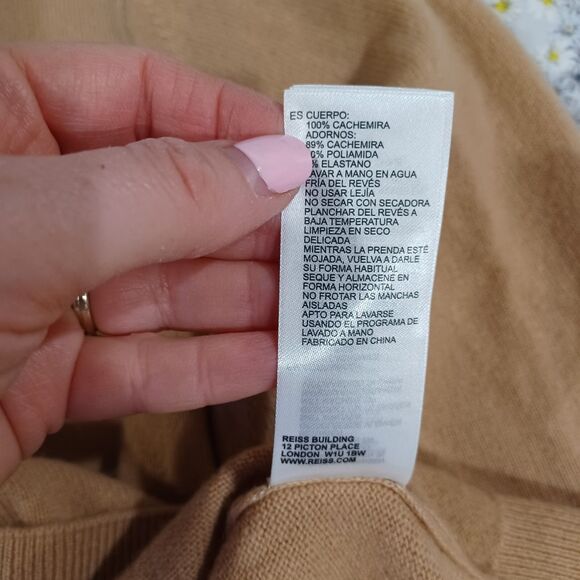 ES CUERPO:
100% CACHEMIRA
ADORNOS:
89% CACHEMIRA
0% POLIAMIDA
% ELASTANO
AVAR A MANO EN AGUA
FRÍA DEL REVÉS
NO USAR LEJÍA
NO SECAR CON SECADORA
PLANCHAR DEL REVÉS A
BAJA TEMPERATURA
LIMPIEZA EN SECO
DELICADA
MIENTRAS LA PRENDA ESTÉ
MOJADA, VUELVA A DARLE
SU FORMA HABITUAL
SEQUE Y ALMACENE EN
FORMA HORIZONTAL
NO FROTAR LAS MANCHAS
AISLADAS
APTO PARA LAVARSE
USANDO EL PROGRAMA DE
LAVADO A MANO
FABRICADO EN CHINA
REISS BUILDING
12 PICTON PLACE
LONDON W1U 1BW
WWW.REISS.COM